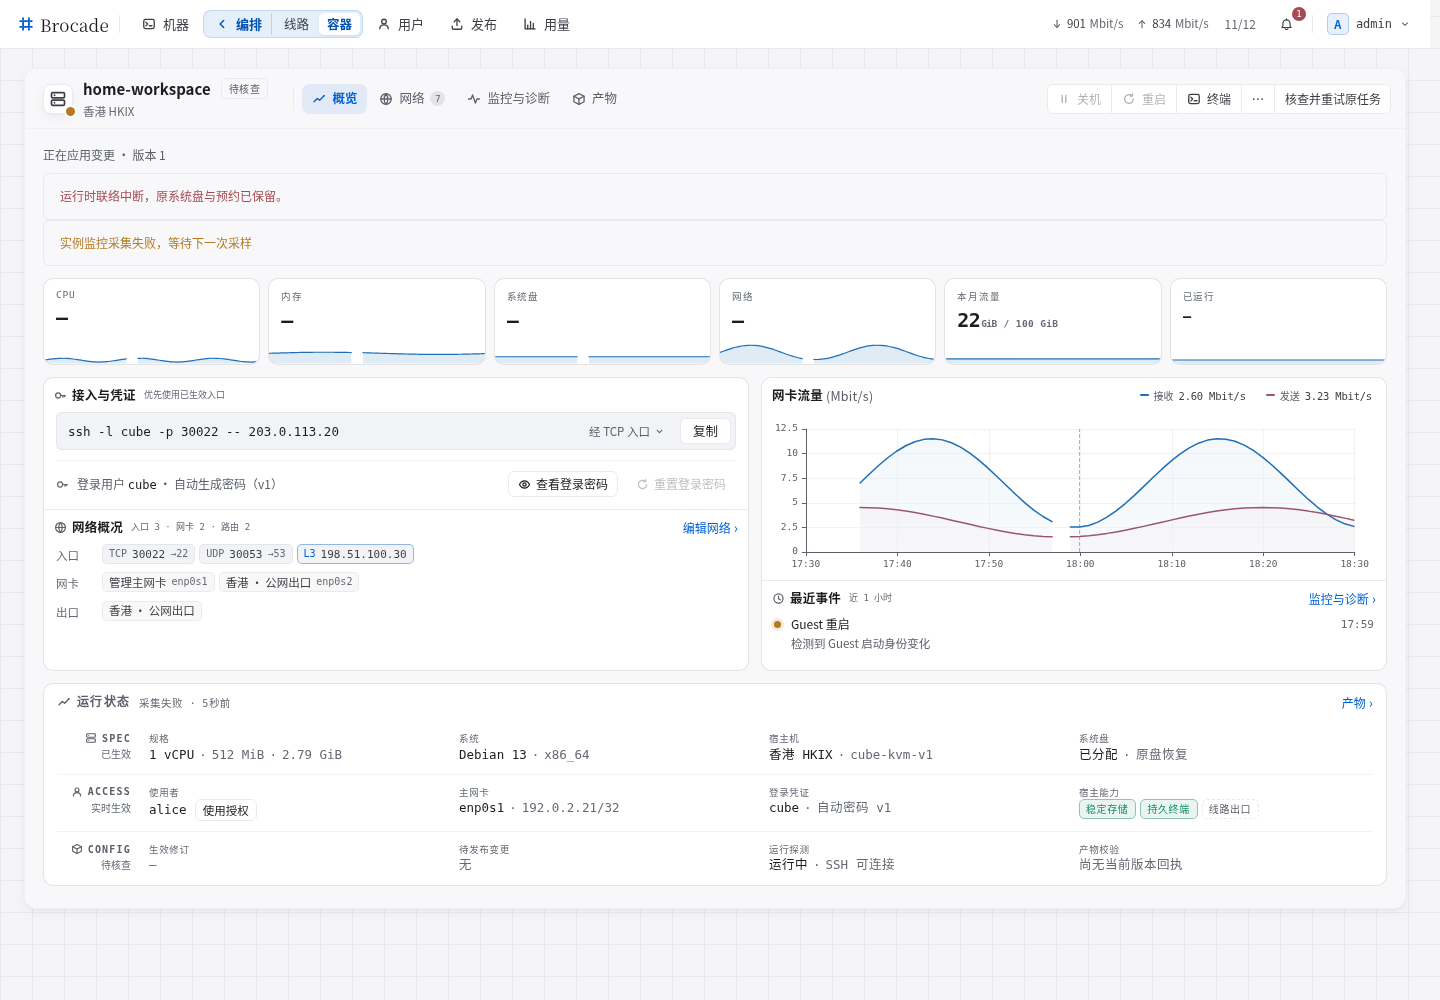 Brocade 机器 编排 线路 容器 用户 发布 用量 ↓ 901 Mbit/s ↑ 834 Mbit/s 11/12 1 A admin
home-workspace 待核查
香港 HKIX
概览 网络 7 监控与诊断 产物
关机 重启 终端 ··· 核查并重试原任务
正在应用变更 · 版本 1
运行时联络中断，原系统盘与预约已保留。
实例监控采集失败，等待下一次采样
CPU
—
内存
—
系统盘
—
网络
—
本月流量
22 GiB / 100 GiB
已运行
—
接入与凭证 优先使用已生效入口
ssh -l cube -p 30022 -- 203.0.113.20 经 TCP 入口 复制
登录用户 cube · 自动生成密码（v1） 查看登录密码 重置登录密码
网络概况 入口 3 · 网卡 2 · 路由 2 编辑网络 ›
入口 TCP 30022 →22 UDP 30053 →53 L3 198.51.100.30
网卡 管理主网卡 enp0s1 香港 · 公网出口 enp0s2
出口 香港 · 公网出口
网卡流量 (Mbit/s) 接收 2.60 Mbit/s 发送 3.23 Mbit/s
12.5
10
7.5
5
2.5
0
17:30 17:40 17:50 18:00 18:10 18:20 18:30
最近事件 近 1 小时 监控与诊断 ›
Guest 重启 17:59
检测到 Guest 启动身份变化
运行状态 采集失败 · 5秒前 产物 ›
SPEC
已生效
规格
1 vCPU · 512 MiB · 2.79 GiB
系统
Debian 13 · x86_64
宿主机
香港 HKIX · cube-kvm-v1
系统盘
已分配 · 原盘恢复
ACCESS
实时生效
使用者
alice 使用授权
主网卡
enp0s1 · 192.0.2.21/32
登录凭证
cube · 自动密码 v1
宿主能力
稳定存储 持久终端 线路出口
CONFIG
待核查
生效修订
—
待发布变更
无
运行探测
运行中 · SSH 可连接
产物校验
尚无当前版本回执